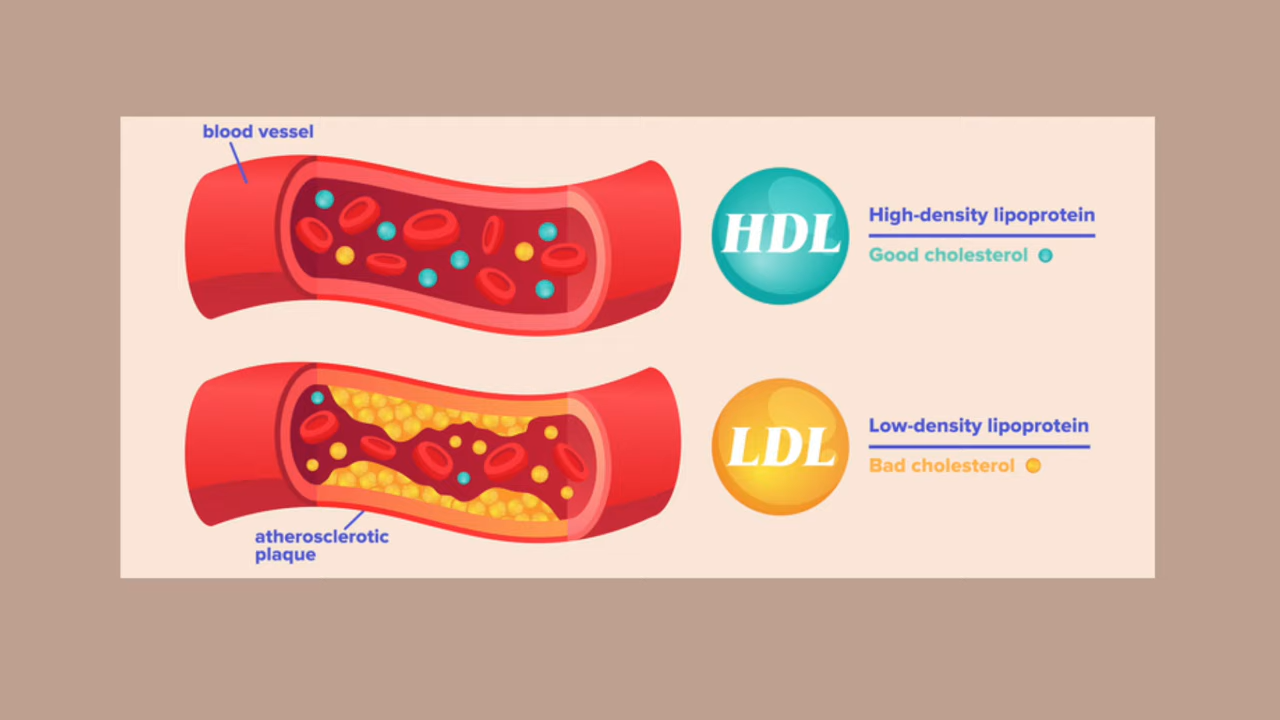 blood vessel
HDL
High-density lipoprotein
Good cholesterol
LDL
Low-density lipoprotein
Bad cholesterol
atherosclerotic
plaque